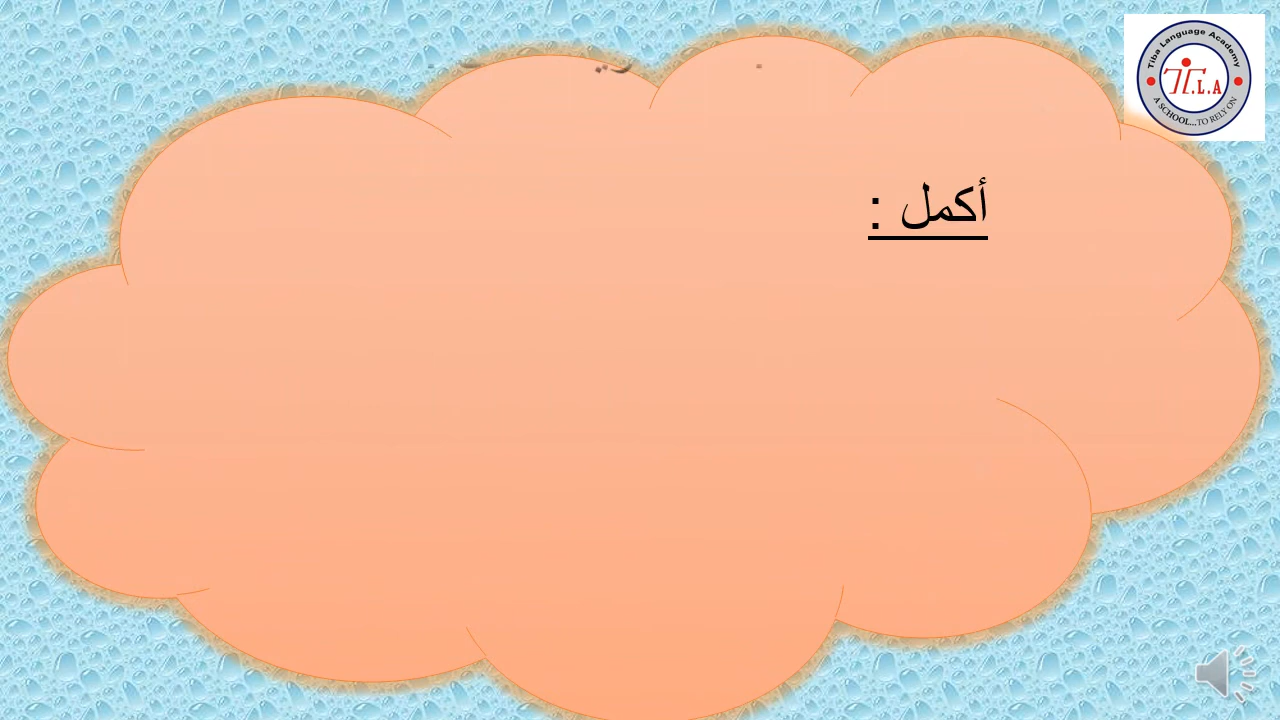 Tiba Language Academy
T.L.A
A SCHOOL...TO RELY ON
أكمل :